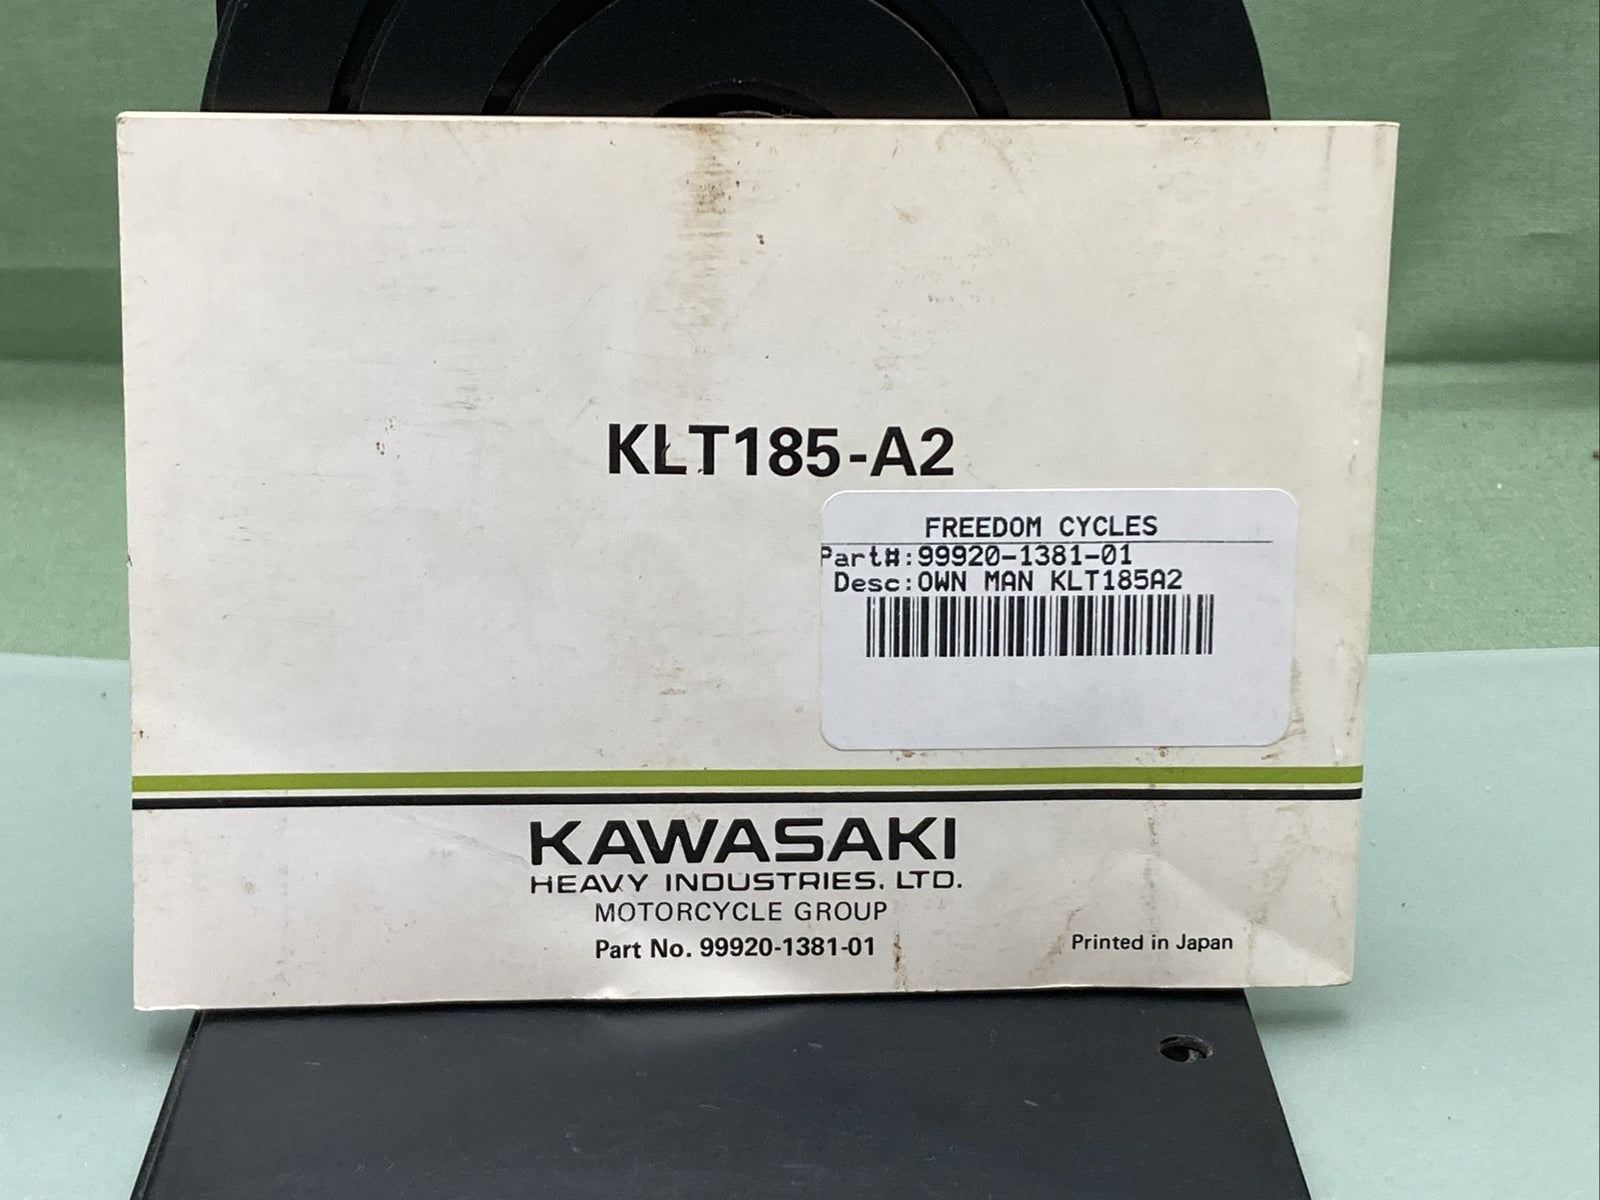 KLT185-A2
FREEDOM CYCLES
Part#:99920-1381-01
Desc:OWN MAN KLT185A2
KAWASAKI
HEAVY INDUSTRIES, LTD.
MOTORCYCLE GROUP
Part No. 99920-1381-01
Printed in Japan